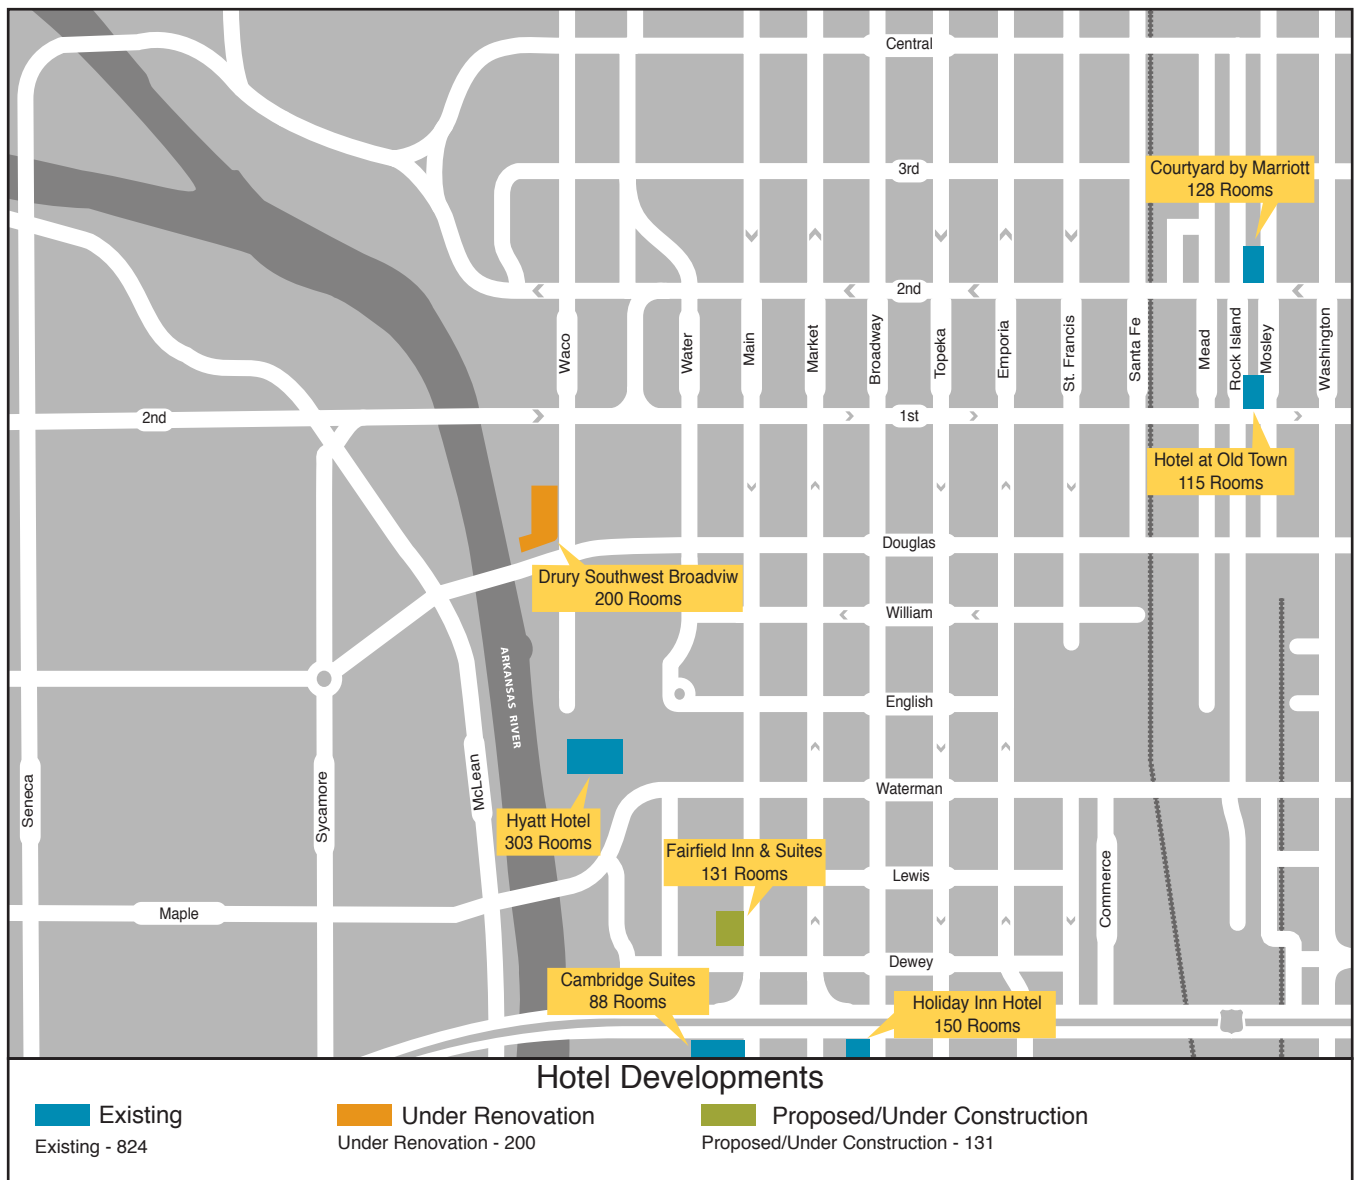 Central
3rd
Courtyard by Marriott
128 Rooms
2nd
Waco
Water
Main
Market
Broadway
Topeka
Emporia
St. Francis
Santa Fe
Mead
Rock Island
Mosley
Washington
2nd
1st
Hotel at Old Town
115 Rooms
Douglas
Drury Southwest Broadviw
200 Rooms
William
ARKANSAS RIVER
English
Seneca
Sycamore
McLean
Waterman
Hyatt Hotel
303 Rooms
Fairfield Inn & Suites
131 Rooms
Lewis
Commerce
Maple
Dewey
Cambridge Suites
88 Rooms
Holiday Inn Hotel
150 Rooms
Hotel Developments
Existing
Under Renovation
Proposed/Under Construction
Existing - 824
Under Renovation - 200
Proposed/Under Construction - 131